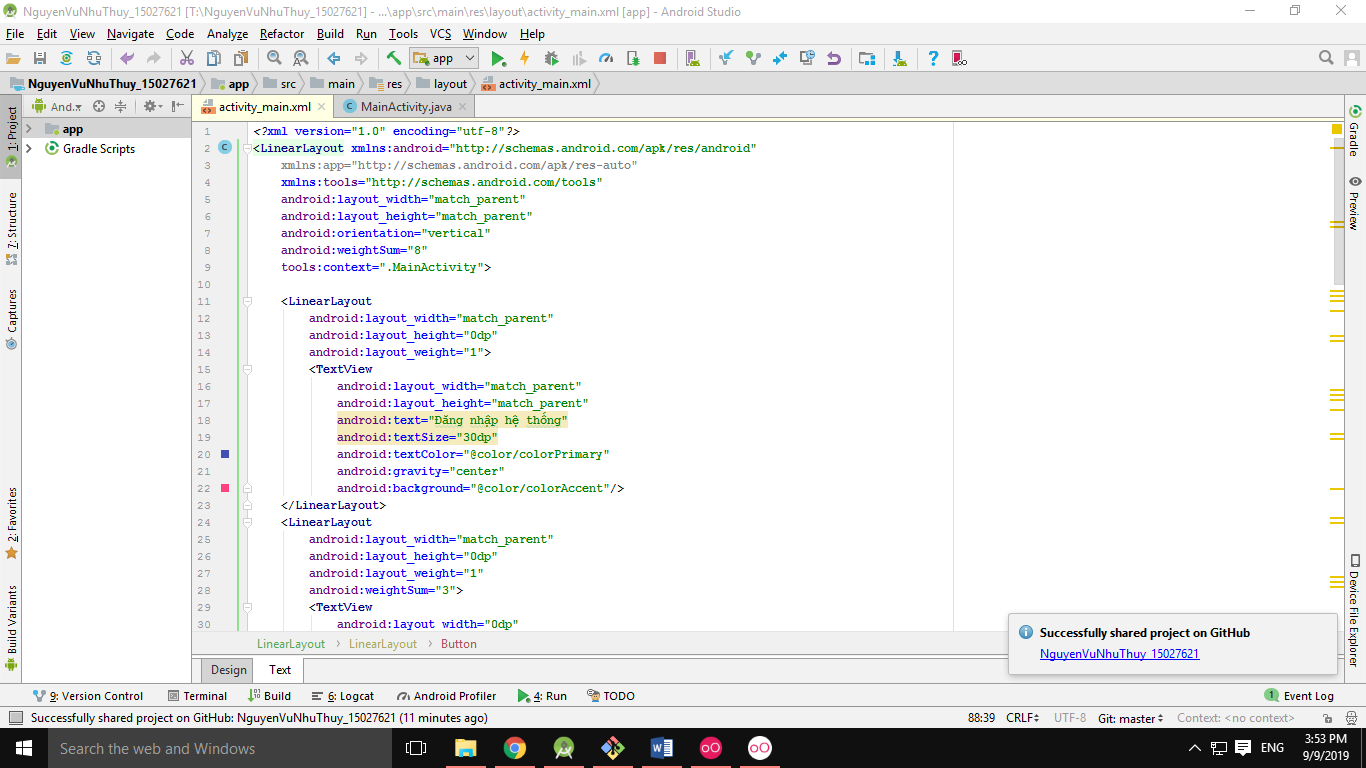 NguyenVuNhuThuy_15027621 [T:\NguyenVuNhuThuy_15027621] - ...\app\src\main\res\layout\activity_main.xml [app] - Android Studio
File Edit View Navigate Code Analyze Refactor Build Run Tools VCS Window Help
app
NguyenVuNhuThuy_15027621 app src main res layout activity_main.xml
And..
activity_main.xml MainActivity.java
app
Gradle Scripts
1: Project
7: Structure
Captures
2: Favorites
Build Variants
1 <?xml version="1.0" encoding="utf-8"?>
2 <LinearLayout xmlns:android="http://schemas.android.com/apk/res/android"
3 xmlns:app="http://schemas.android.com/apk/res-auto"
4 xmlns:tools="http://schemas.android.com/tools"
5 android:layout_width="match_parent"
6 android:layout_height="match_parent"
7 android:orientation="vertical"
8 android:weightSum="8"
9 tools:context=".MainActivity">
10
11 <LinearLayout
12 android:layout_width="match_parent"
13 android:layout_height="0dp"
14 android:layout_weight="1">
15 <TextView
16 android:layout_width="match_parent"
17 android:layout_height="match_parent"
18 android:text="Đăng nhập hệ thống"
19 android:textSize="30dp"
20 android:textColor="@color/colorPrimary"
21 android:gravity="center"
22 android:background="@color/colorAccent"/>
23 </LinearLayout>
24 <LinearLayout
25 android:layout_width="match_parent"
26 android:layout_height="0dp"
27 android:layout_weight="1"
28 android:weightSum="3">
29 <TextView
30 android:layout_width="0dp"
Gradle
Preview
Device File Explorer
LinearLayout LinearLayout Button
Successfully shared project on GitHub
NguyenVuNhuThuy_15027621
Design Text
9: Version Control Terminal Build 6: Logcat Android Profiler 4: Run TODO 1 Event Log
Successfully shared project on GitHub: NguyenVuNhuThuy_15027621 (11 minutes ago) 88:39 CRLF UTF-8 Git: master Context: <no context>
Search the web and Windows
ENG
3:53 PM
9/9/2019